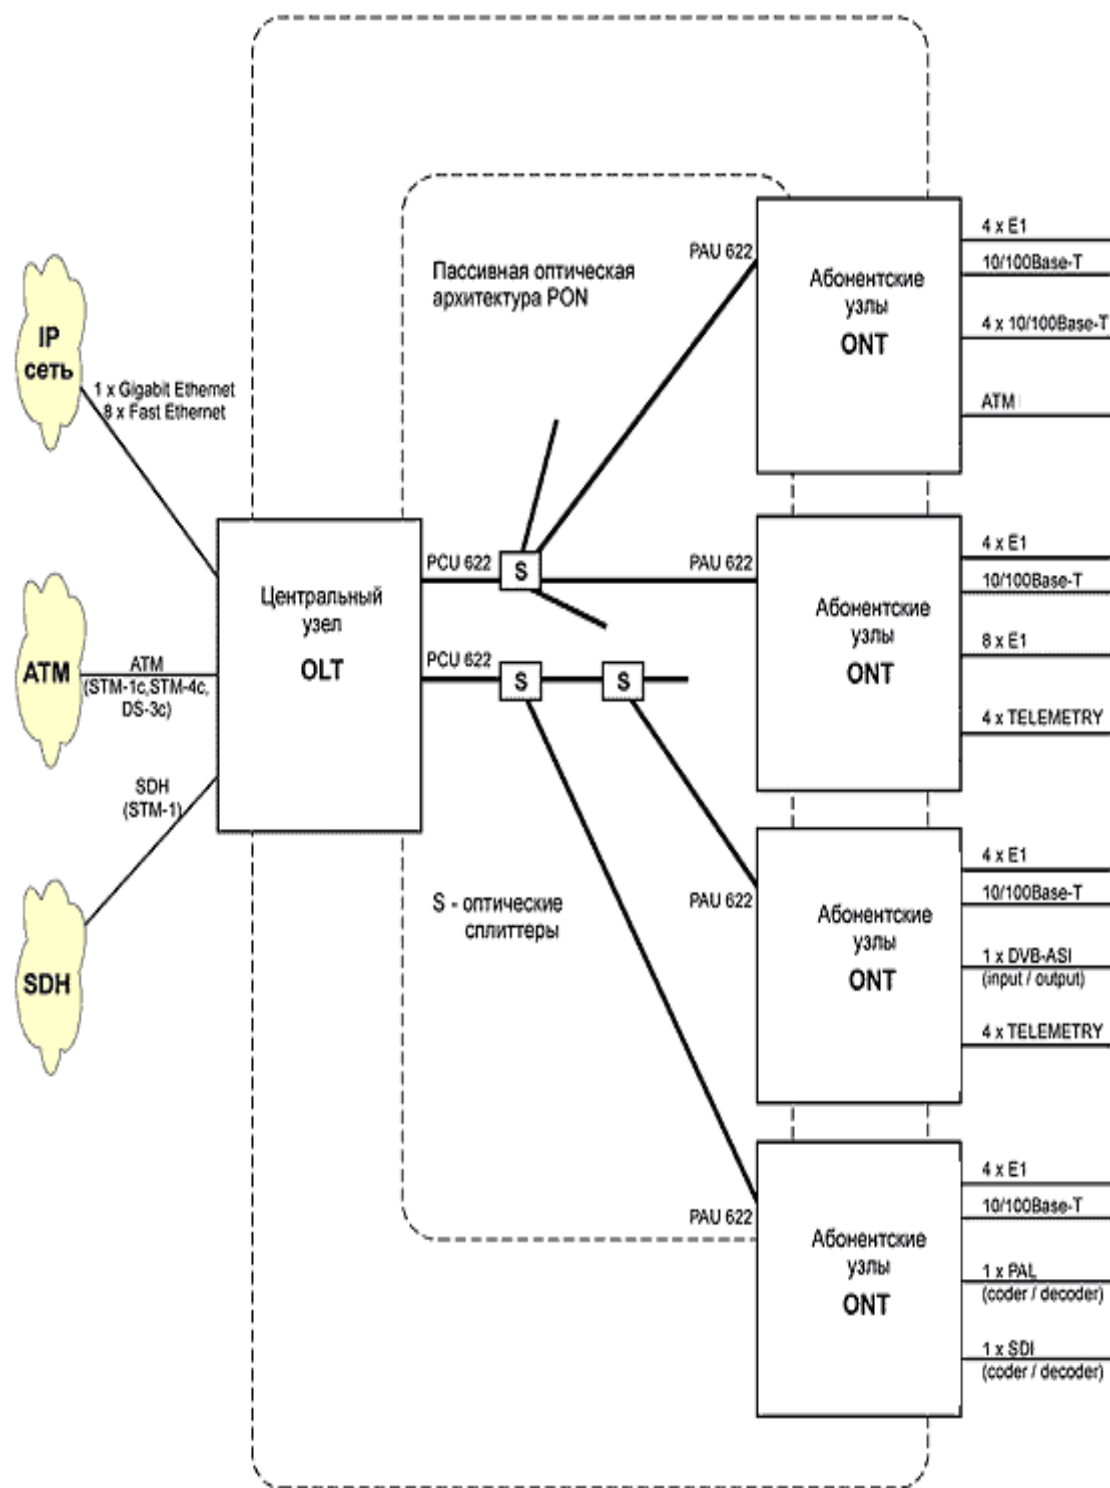 IP
сеть
1 x Gigabit Ethernet
8 x Fast Ethernet
ATM
ATM
(STM-1c,STM-4c,
DS-3c)
SDH
(STM-1)
SDH
Центральный
узел
OLT
Пассивная оптическая
архитектура PON
PCU 622
S
PCU 622
S
S
S - оптические
сплиттеры
PAU 622
Абонентские
узлы
ONT
4 x E1
10/100Base-T
4 x 10/100Base-T
ATM
PAU 622
Абонентские
узлы
ONT
4 x E1
10/100Base-T
8 x E1
4 x TELEMETRY
PAU 622
Абонентские
узлы
ONT
4 x E1
10/100Base-T
1 x DVB-ASI
(input / output)
4 x TELEMETRY
PAU 622
Абонентские
узлы
ONT
4 x E1
10/100Base-T
1 x PAL
(coder / decoder)
1 x SDI
(coder / decoder)